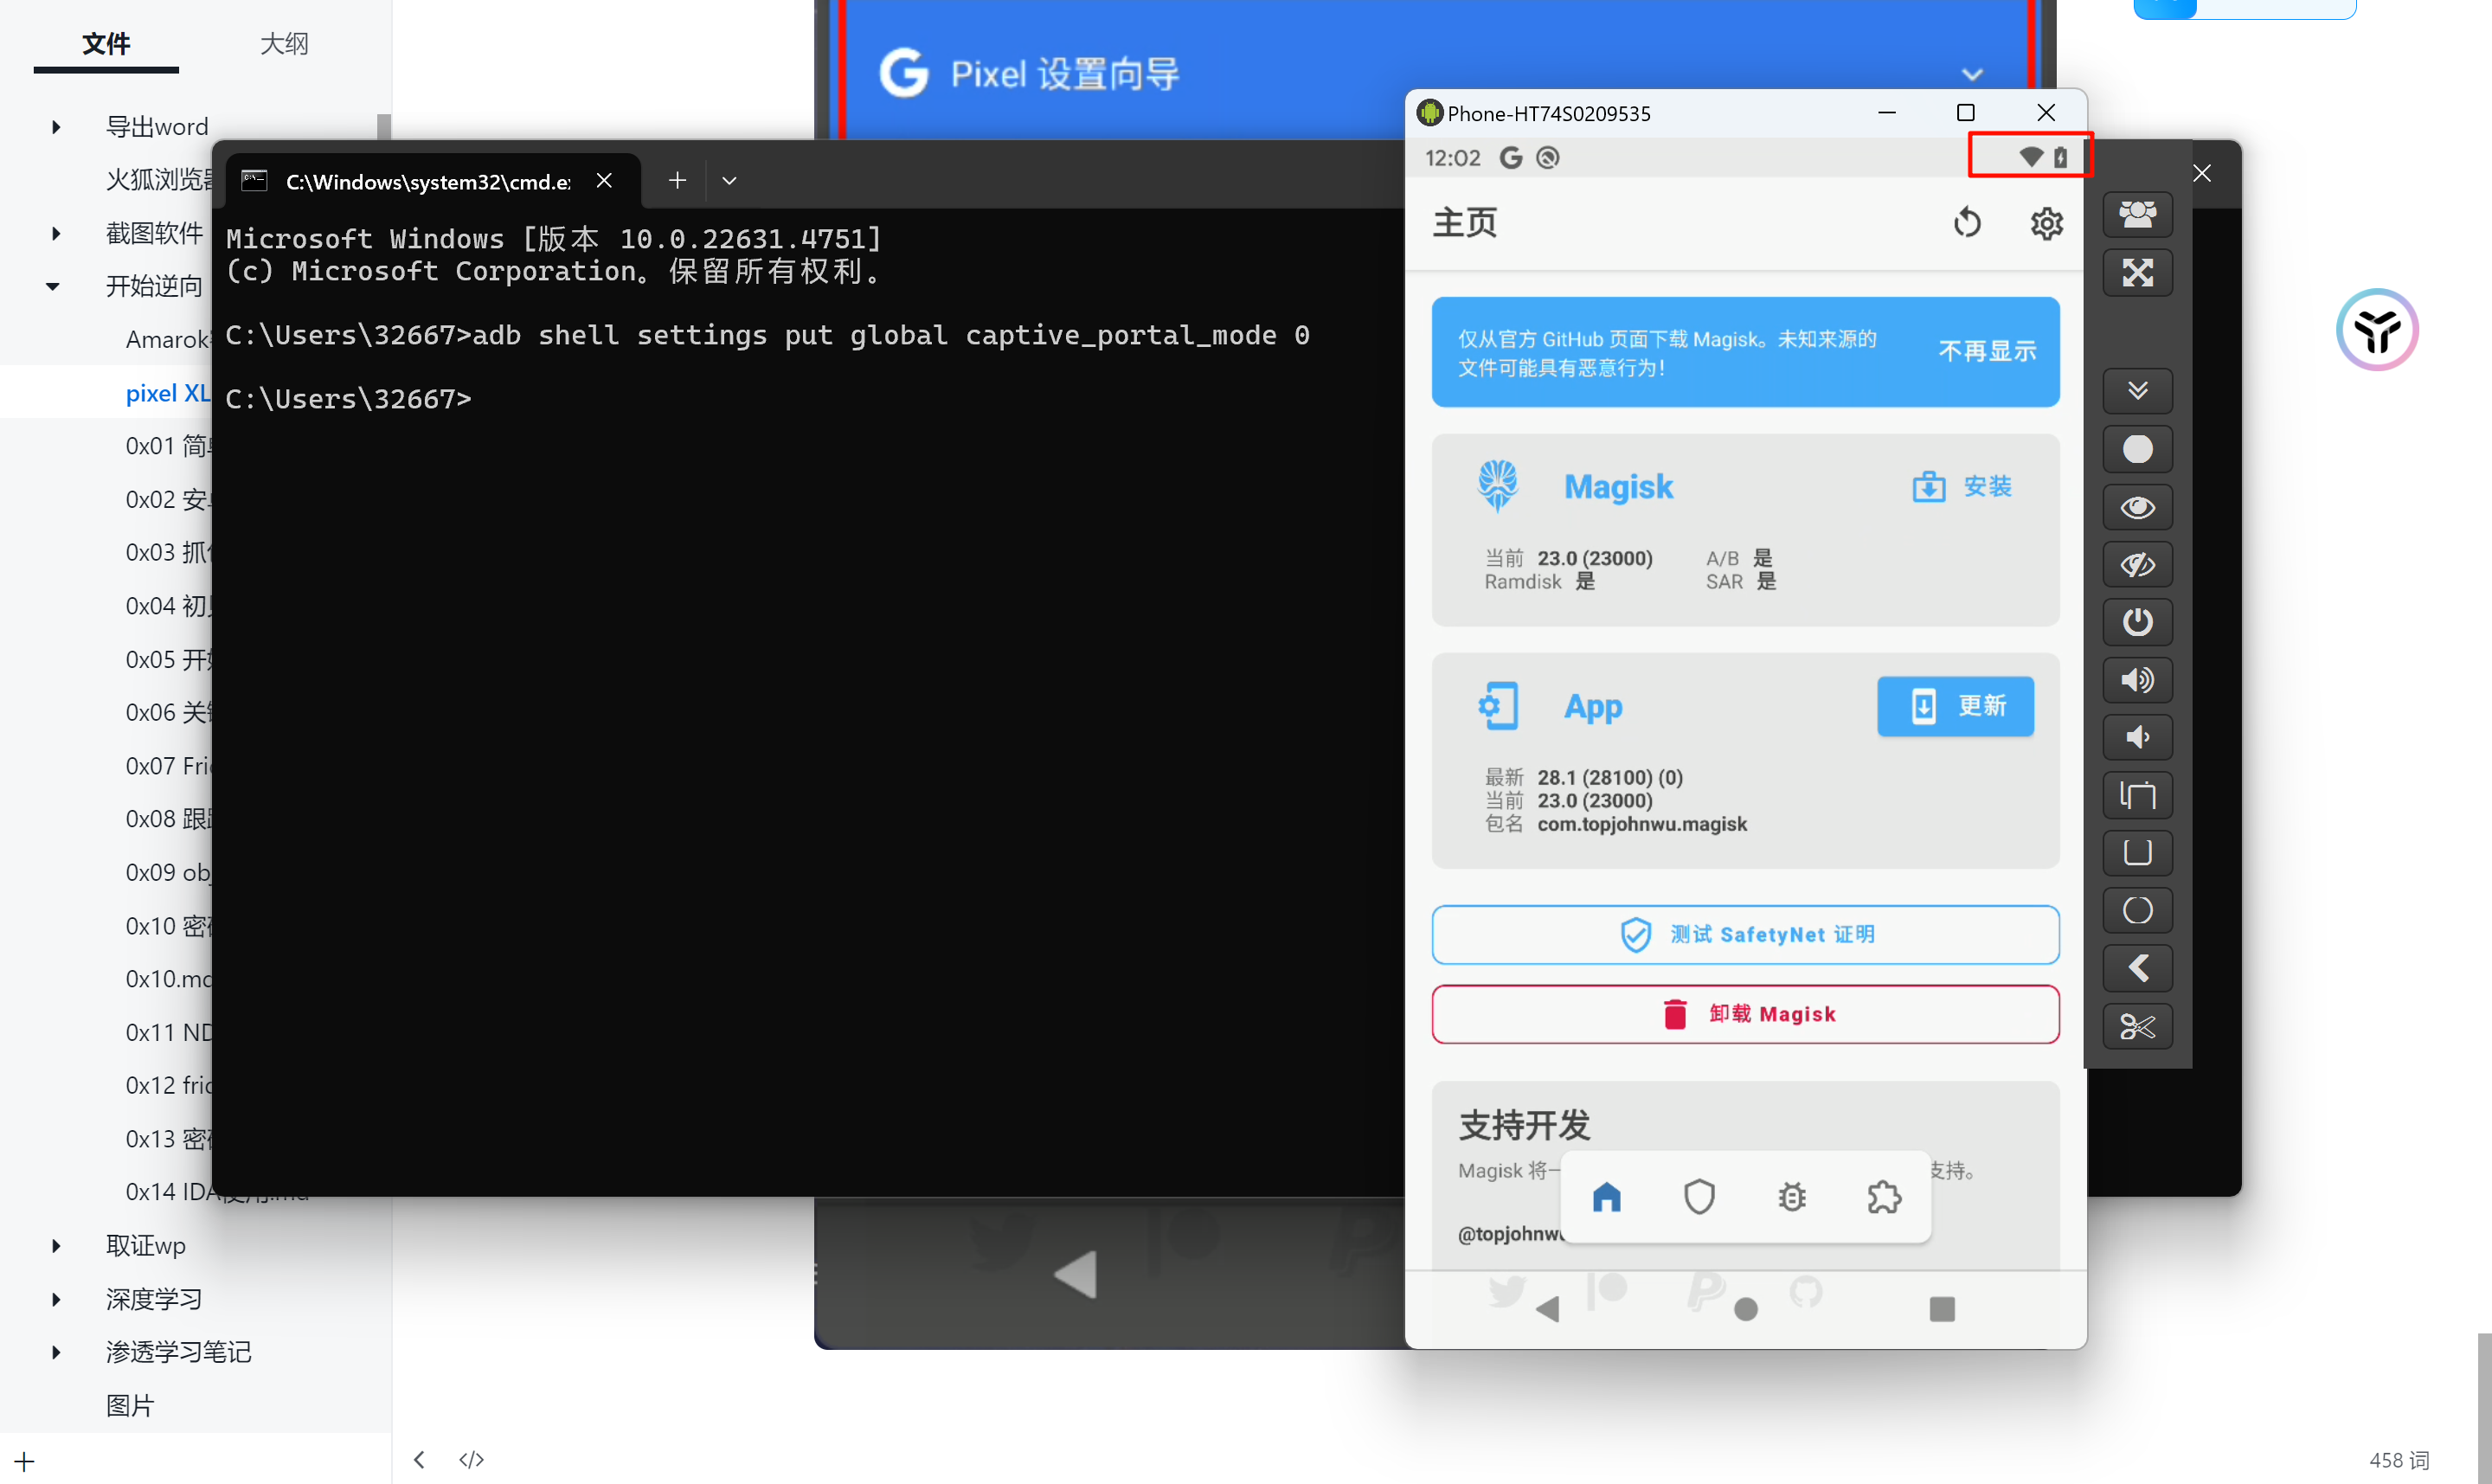 文件
大纲
导出word
火狐浏览器
截图软件
开始逆向
Amarok
pixel XL
0x01 简单
0x02 安卓
0x03 抓
0x04 初
0x05 开
0x06 关
0x07 Fri
0x08 跟
0x09 ob
0x10 密
0x10.md
0x11 ND
0x12 fri
0x13 密
0x14 IDA使用.md
取证wp
深度学习
渗透学习笔记
图片
Pixel 设置向导
C:\Windows\system32\cmd.e
Microsoft Windows [版本 10.0.22631.4751]
(c) Microsoft Corporation。保留所有权利。
C:\Users\32667>adb shell settings put global captive_portal_mode 0
C:\Users\32667>
Phone-HT74S0209535
12:02
主页
仅从官方 GitHub 页面下载 Magisk。未知来源的
文件可能具有恶意行为!
不再显示
Magisk
安装
当前 23.0 (23000) A/B 是
Ramdisk 是 SAR 是
App
更新
最新 28.1 (28100) (0)
当前 23.0 (23000)
包名 com.topjohnwu.magisk
测试 SafetyNet 证明
卸载 Magisk
支持开发
Magisk 将一
支持。
@topjohnwu
458 词